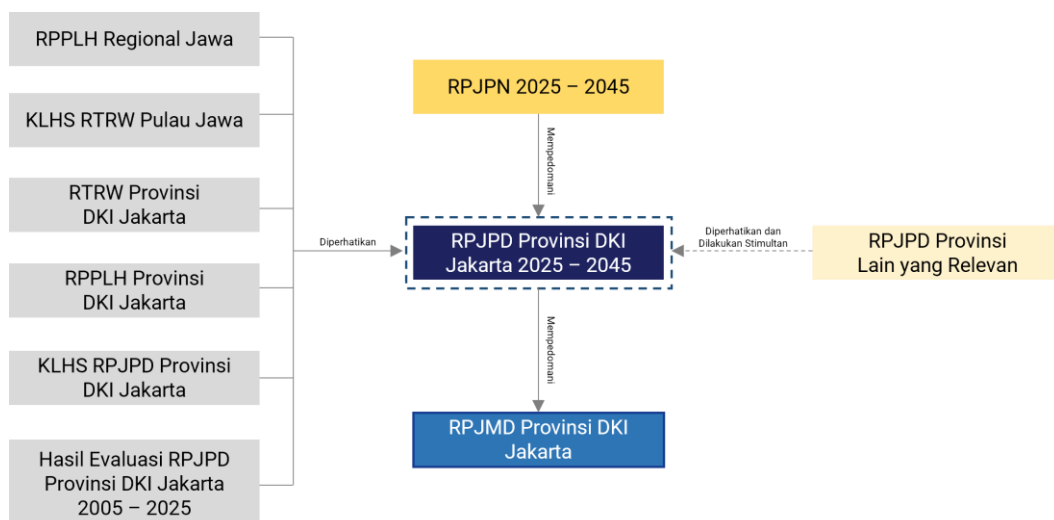 RPPLH Regional Jawa
KLHS RTRW Pulau Jawa
RTRW Provinsi
DKI Jakarta
RPPLH Provinsi
DKI Jakarta
KLHS RPJPD Provinsi
DKI Jakarta
Hasil Evaluasi RPJPD
Provinsi DKI Jakarta
2005 – 2025
Diperhatikan
RPJPN 2025 – 2045
Mempedomani
RPJPD Provinsi DKI
Jakarta 2025 – 2045
Mempedomani
RPJMD Provinsi DKI
Jakarta
Diperhatikan dan
Dilakukan Stimultan
RPJPD Provinsi
Lain yang Relevan